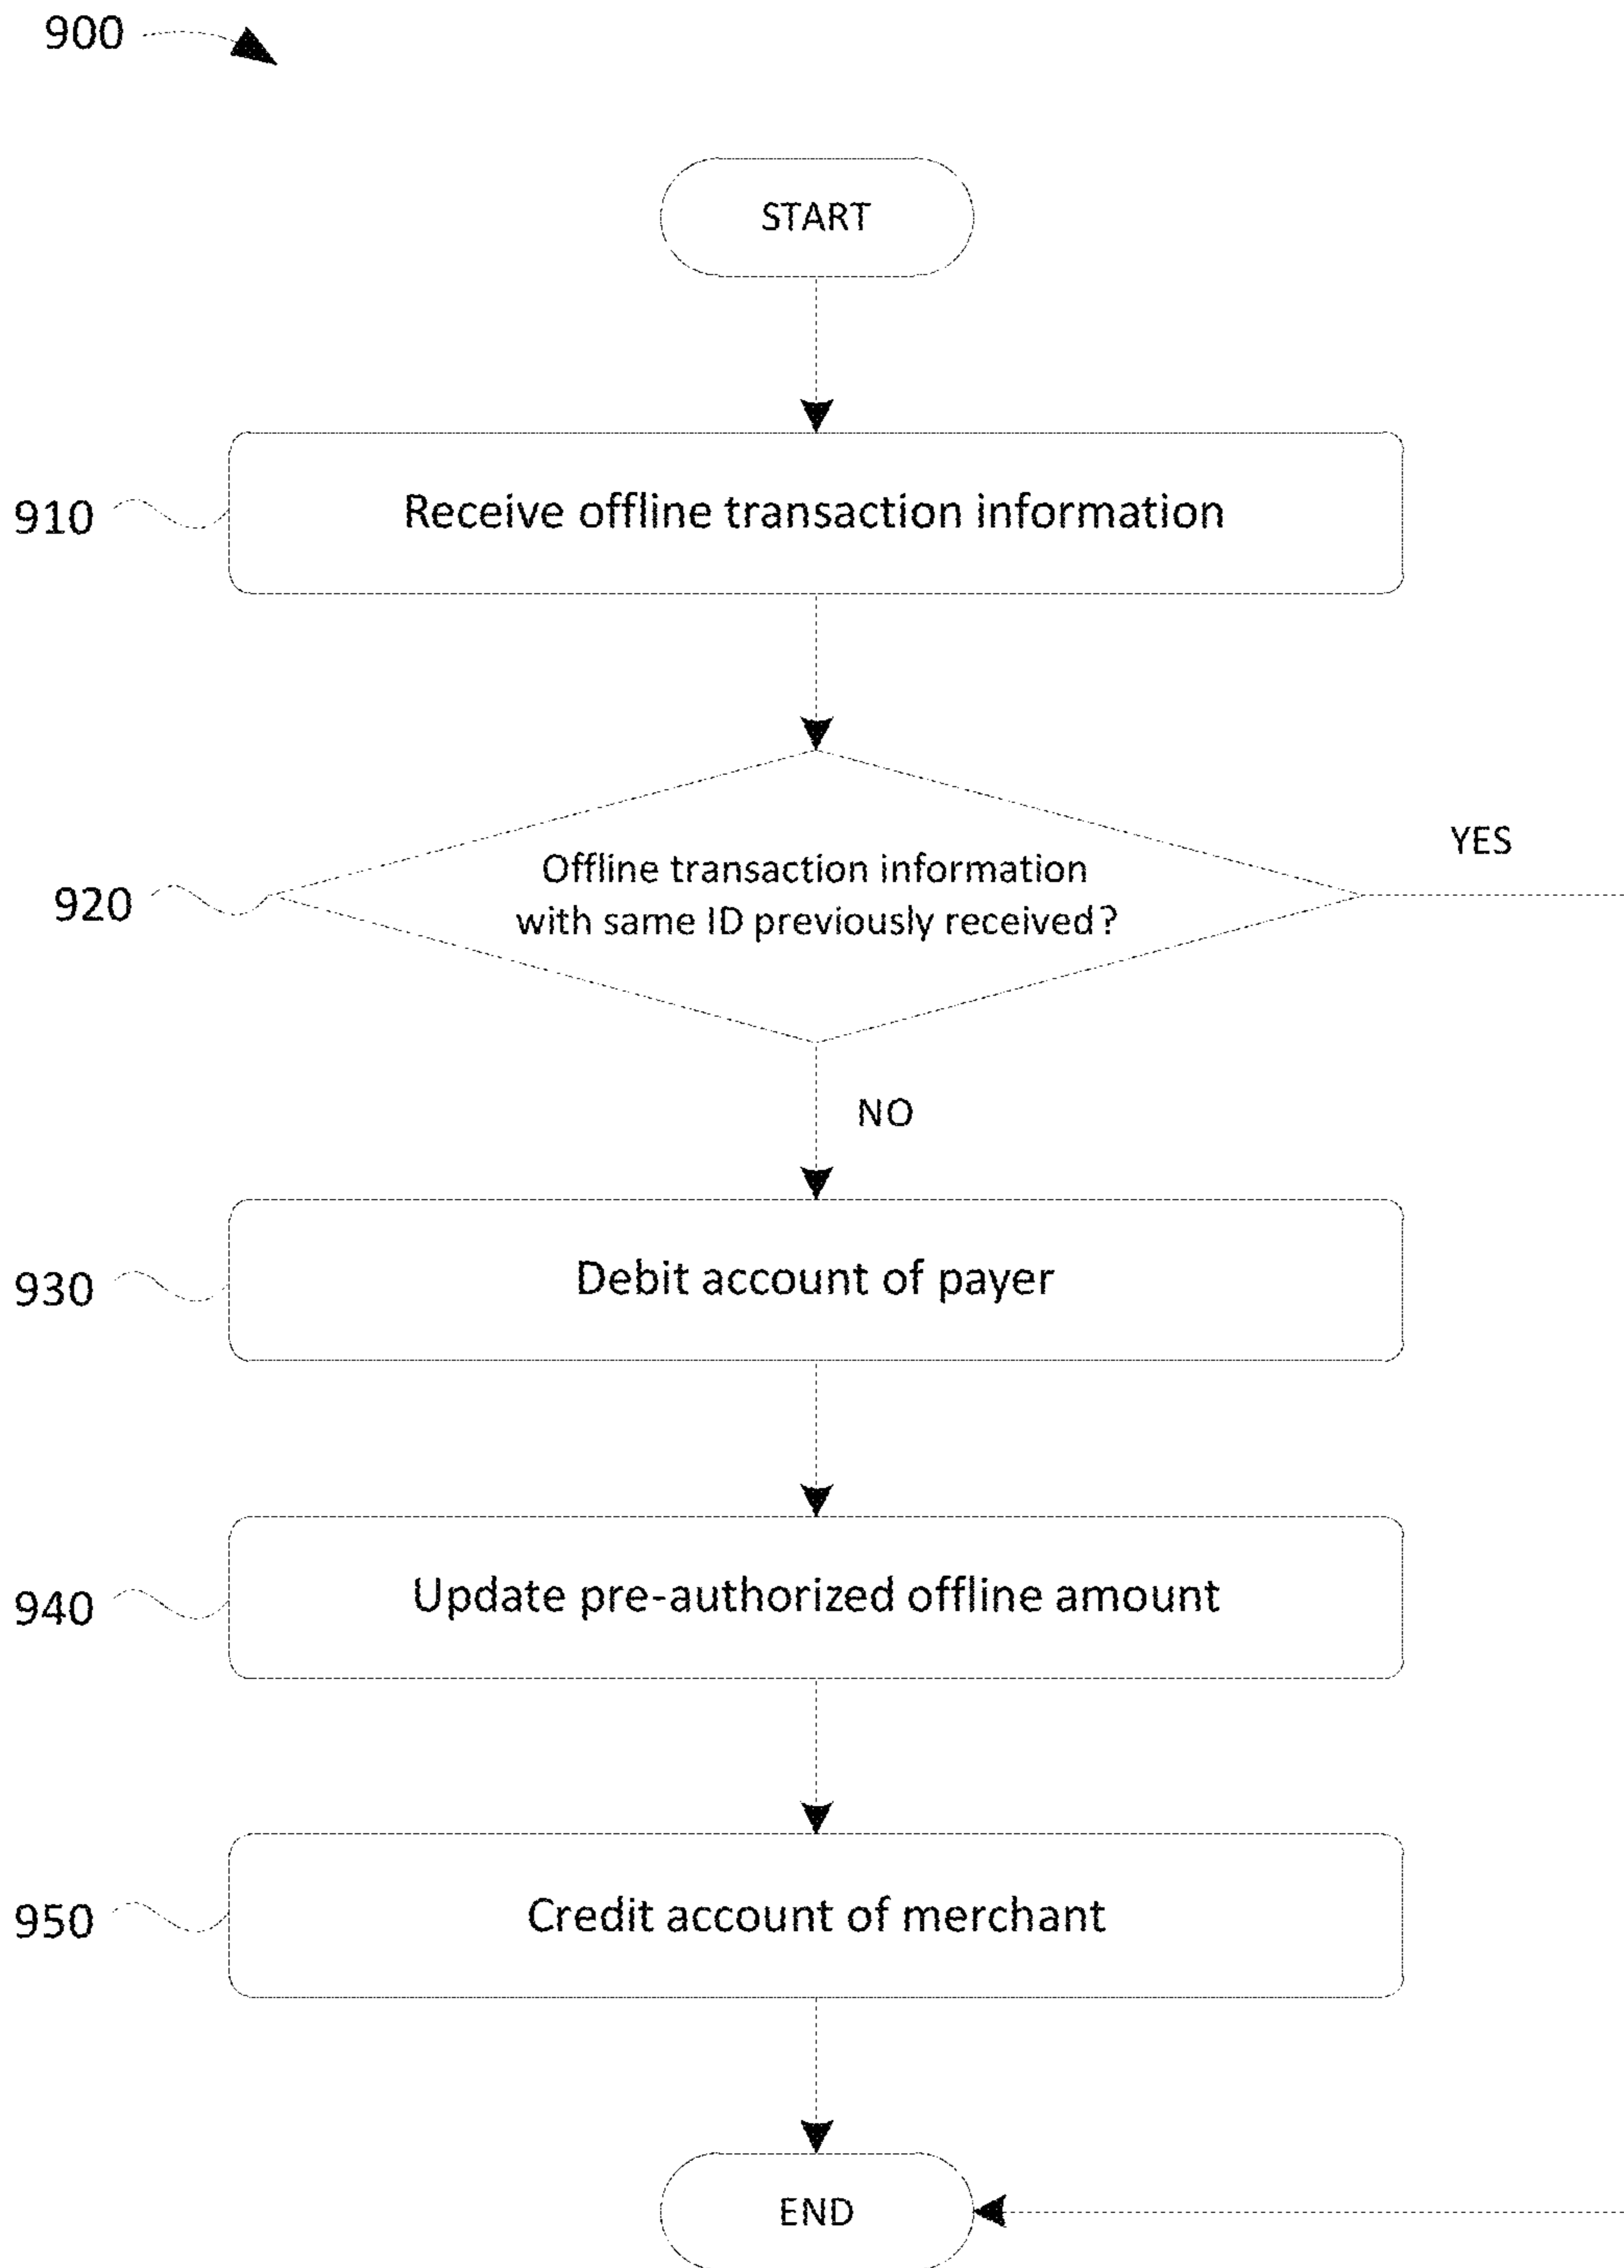 900
START
910
Receive offline transaction information
920
Offline transaction information
with same ID previously received?
YES
NO
930
Debit account of payer
940
Update pre-authorized offline amount
950
Credit account of merchant
END